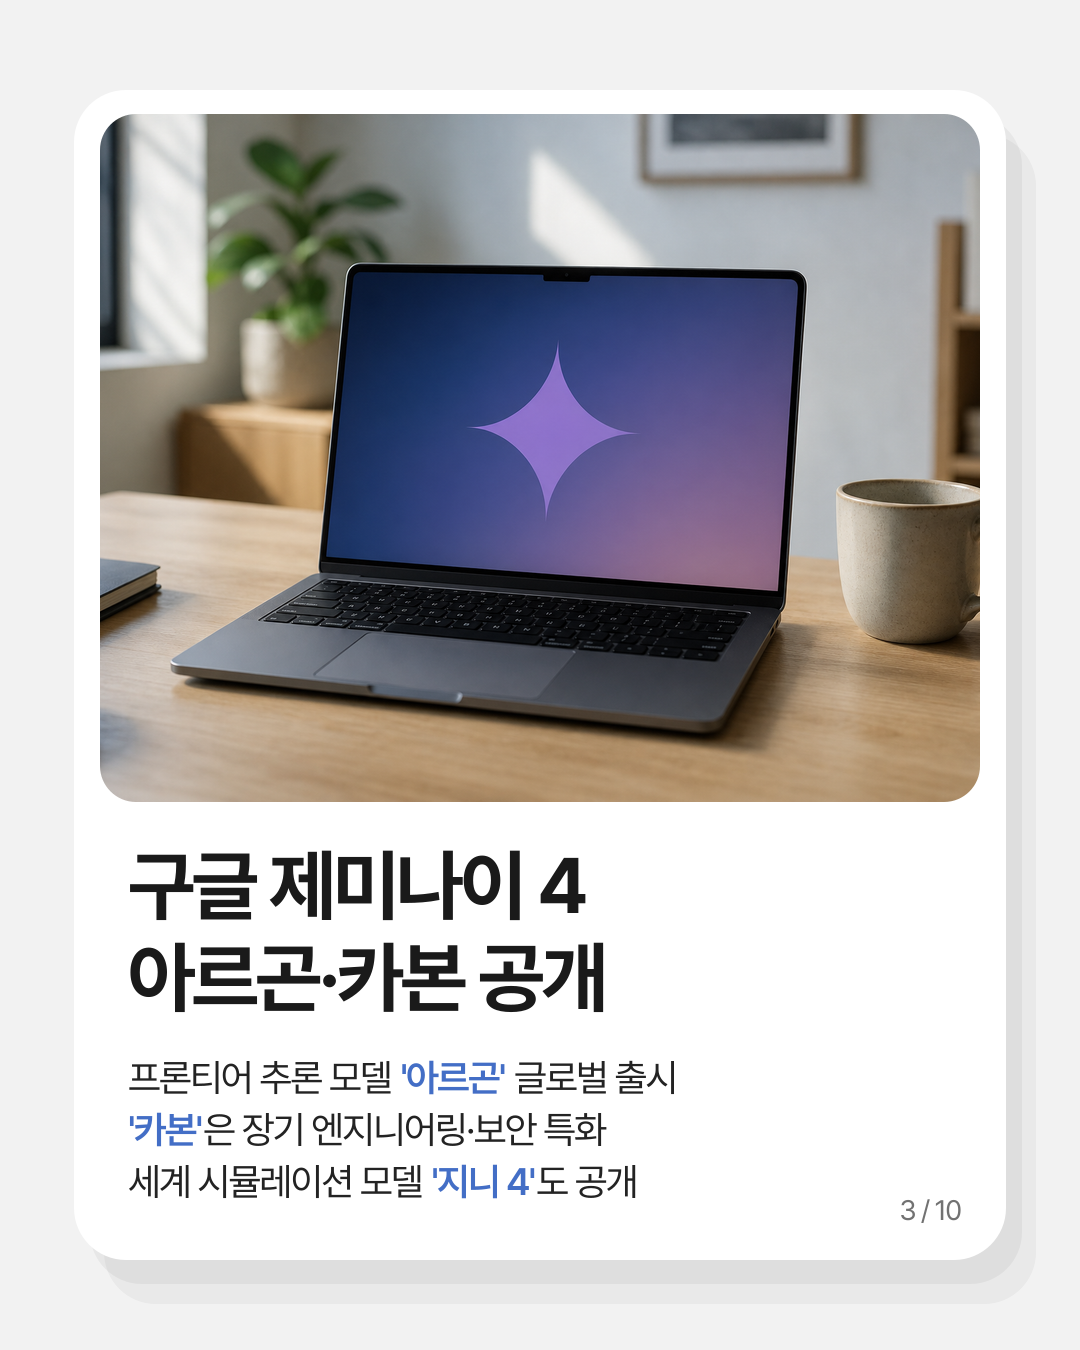 구글 제미나이 4
아르곤·카본 공개
프론티어 추론 모델 '아르곤' 글로벌 출시
'카본'은 장기 엔지니어링·보안 특화
세계 시뮬레이션 모델 '지니 4'도 공개
3 / 10